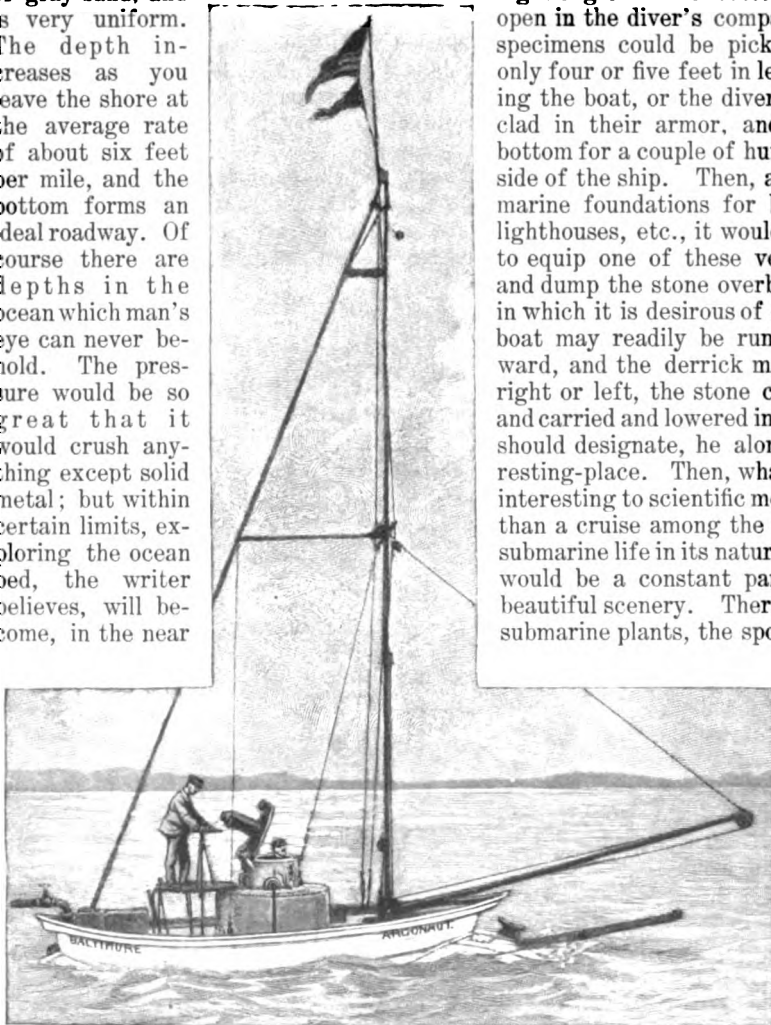 is very uniform.
The depth in-
creases as you
leave the shore at
the average rate
of about six feet
per mile, and the
bottom forms an
ideal roadway. Of
course there are
depths in the
ocean which man's
eye can never be-
hold. The pres-
sure would be so
great that it
would crush any-
thing except solid
metal; but within
certain limits, ex-
ploring the ocean
bed, the writer
believes, will be-
come, in the near
open in the diver's comp
specimens could be pick
only four or five feet in le
ing the boat, or the diver
clad in their armor, and
bottom for a couple of hu
side of the ship. Then, a
marine foundations for
lighthouses, etc., it woul
to equip one of these ve
and dump the stone over
in which it is desirous of
boat may readily be run
ward, and the derrick m
right or left, the stone c
and carried and lowered in
should designate, he alon
resting-place. Then, wha
interesting to scientific me
than a cruise among the
submarine life in its natur
would be a constant pa
beautiful scenery. Ther
submarine plants, the spo
BALTIMORE
ARGONAUT.